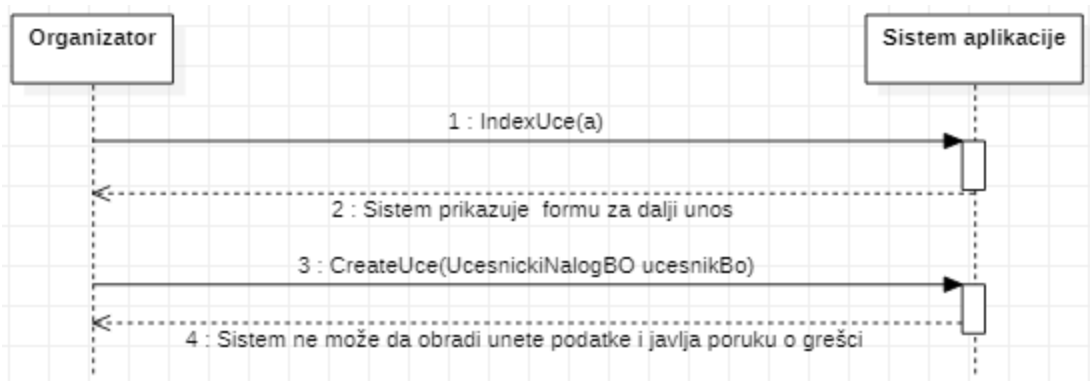 Organizator
Sistem aplikacije
1 : IndexUce(a)
2 : Sistem prikazuje  formu za dalji unos
3 : CreateUce(UcesnickiNalogBO ucesnikBo)
4 : Sistem ne može da obradi unete podatke i javlja poruku o grešci